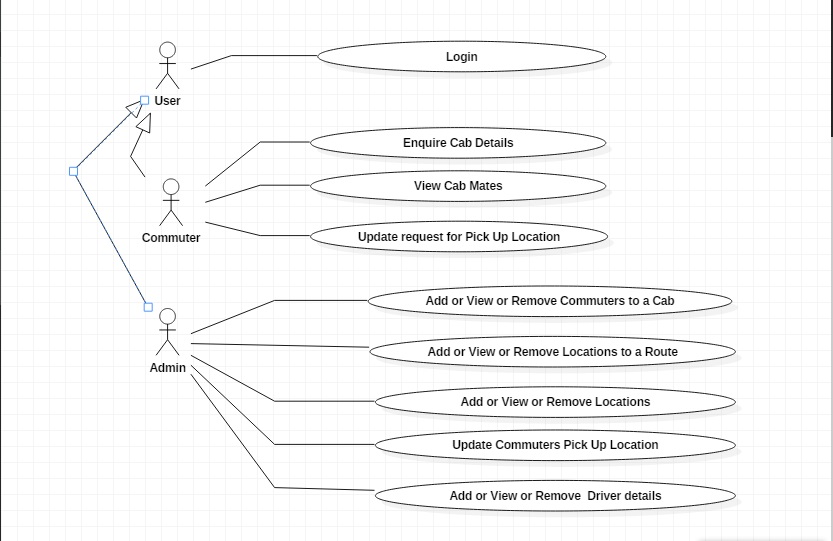 Login
User
Enquire Cab Details
View Cab Mates
Commuter
Update request for Pick Up Location
Add or View or Remove Commuters to a Cab
Add or View or Remove Locations to a Route
Admin
Add or View or Remove Locations
Update Commuters Pick Up Location
Add or View or Remove  Driver details